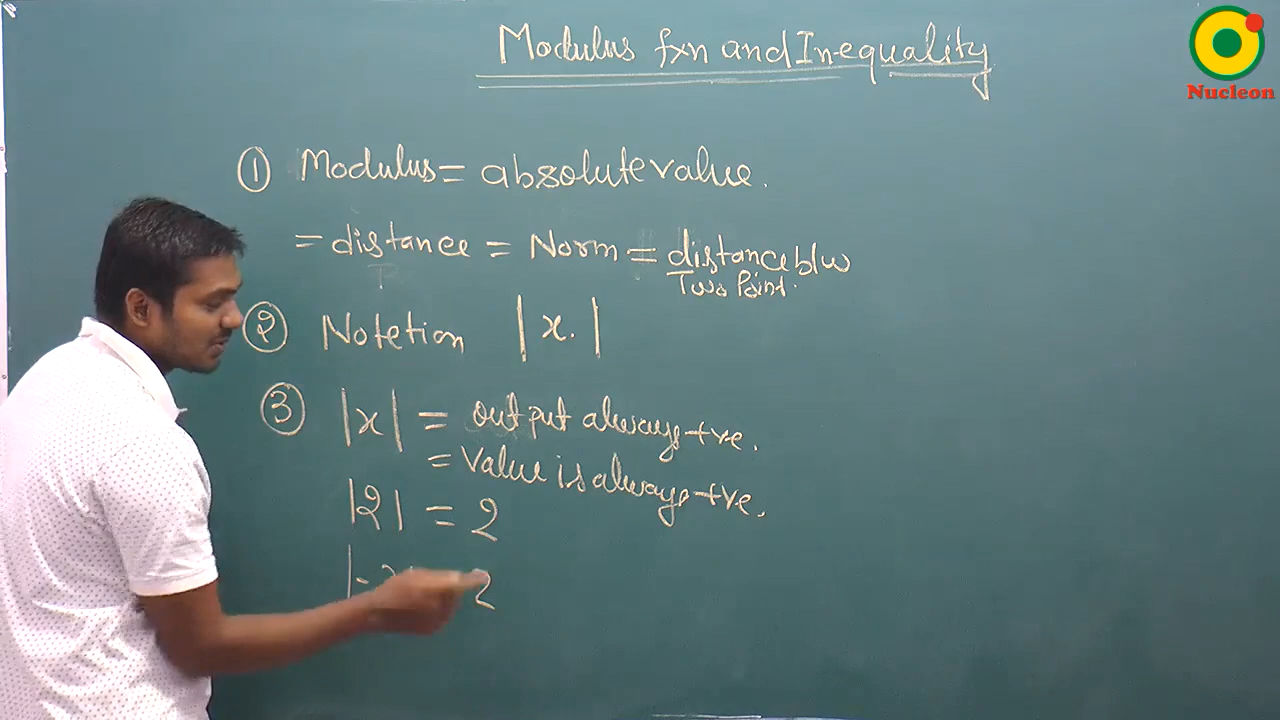 Modulus fxn and Inequality
Nucleon
① Modulus = absolute value.
= distance = Norm = distance b/w
Two Point.
② Notetion |x.|
③ |x| = output always +ve.
= Value is always +ve.
|2| = 2
|- 2